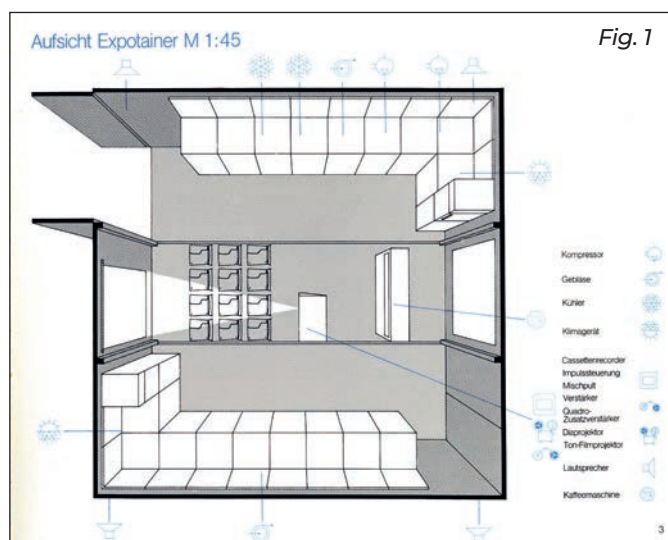 Aufsicht Expotainer M 1:45
Fig. 1
Kompressor
Gebläse
Kühler
Klimagerät
Cassettenrecorder
Impulssteuerung
Mischpult
Verstärker
Quadro-
Zusatzverstärker
Diaprojektor
Ton-Filmprojektor
Lautsprecher
Kaffeemaschine
3